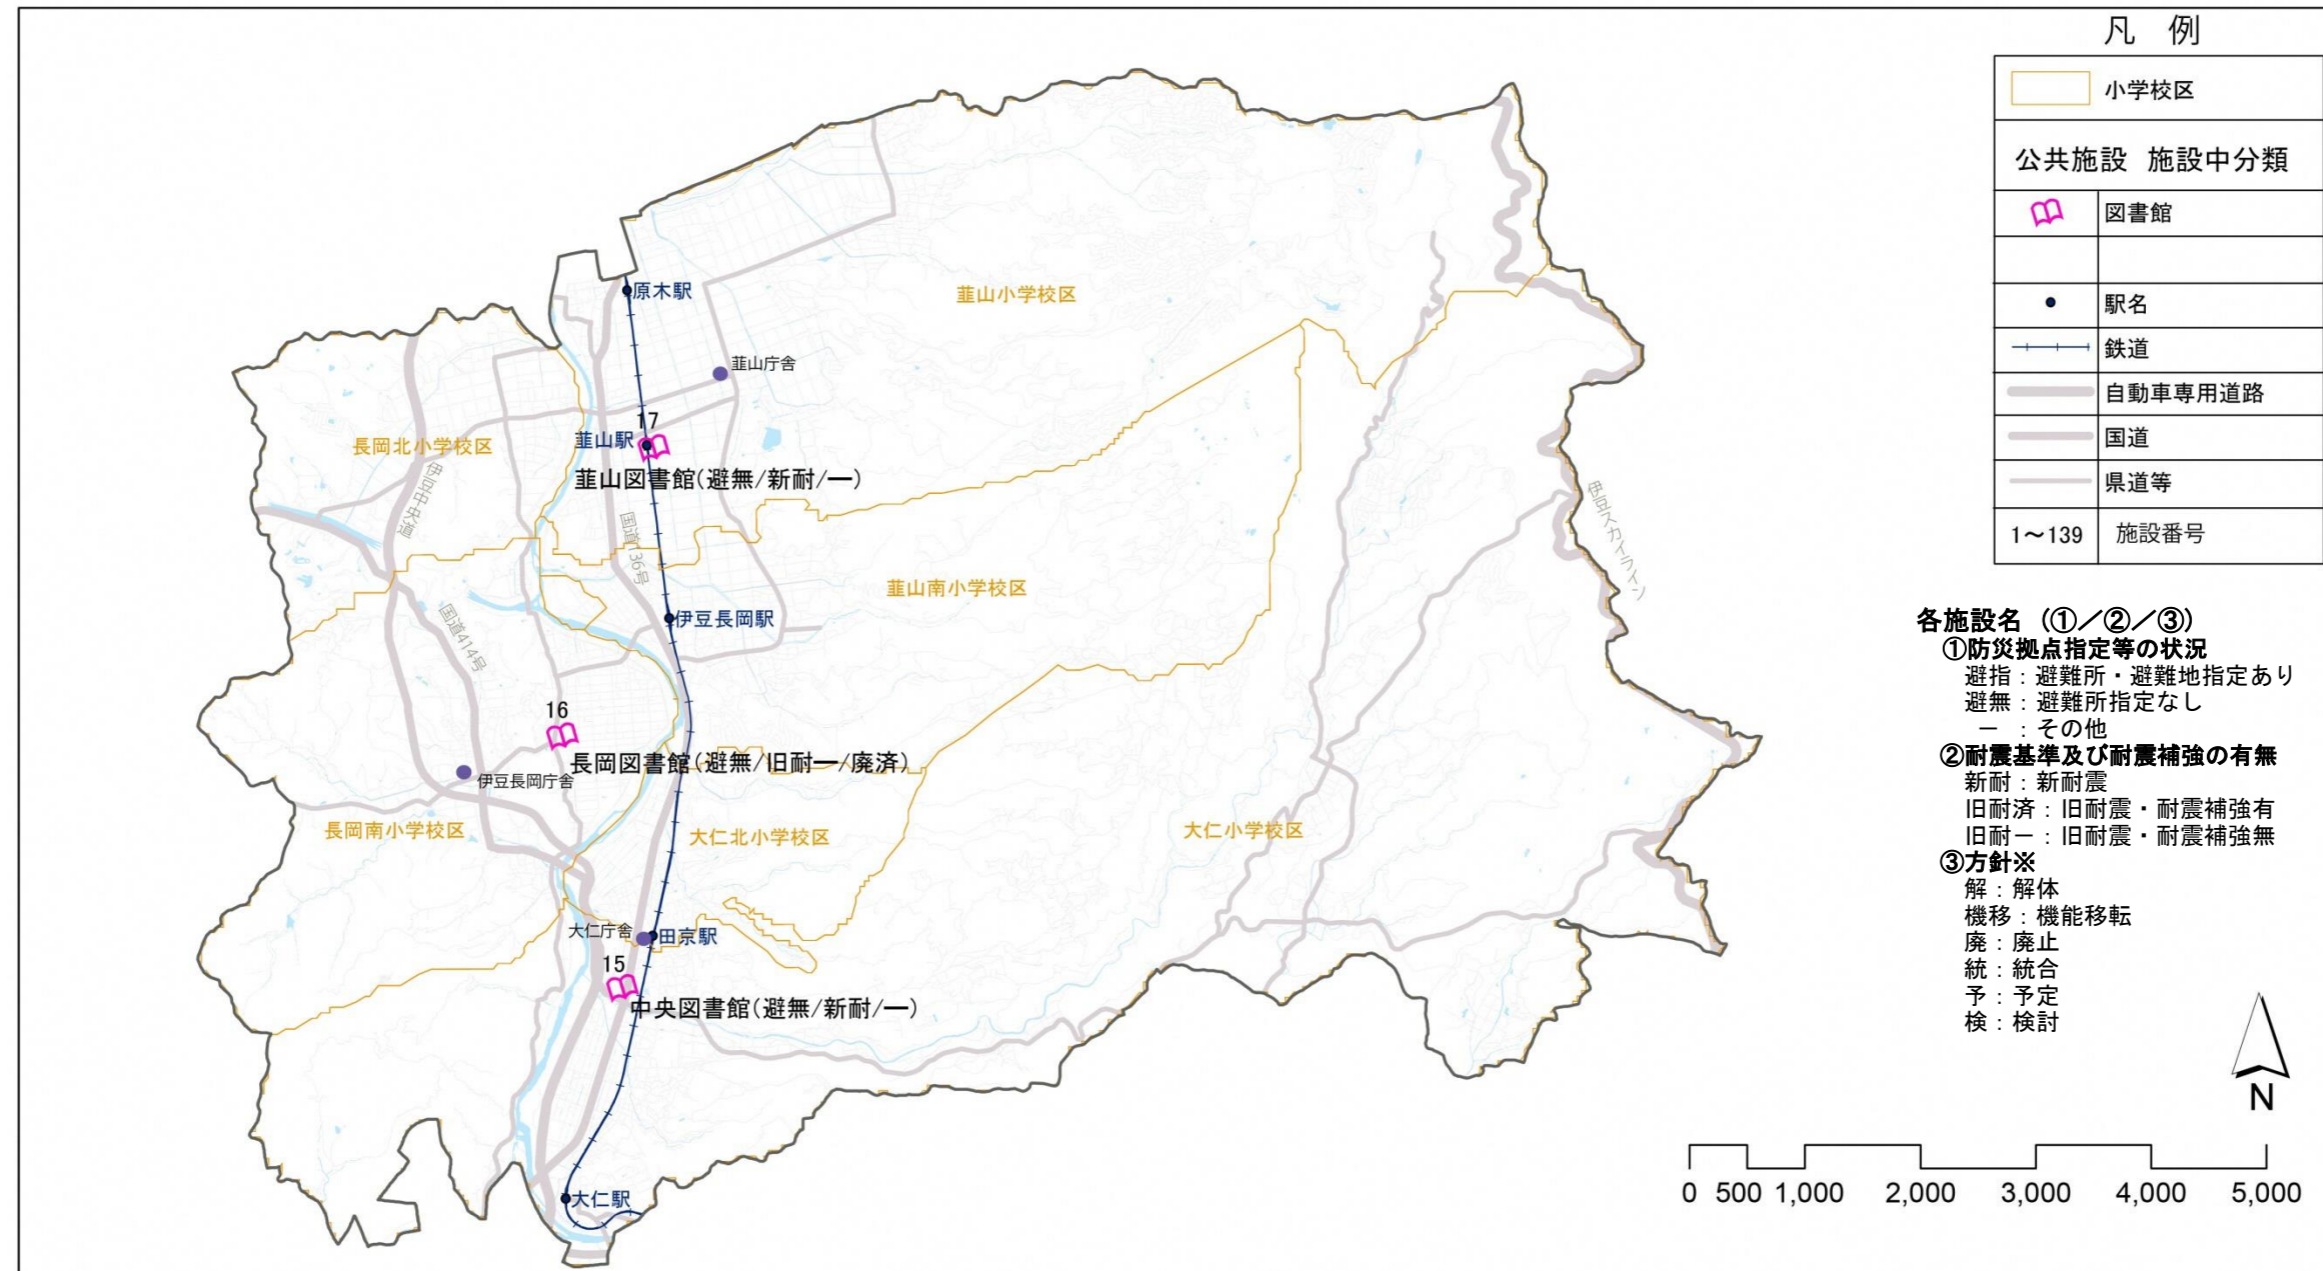 凡 例
小学校区
公共施設 施設中分類
図書館
駅名
鉄道
自動車専用道路
国道
県道等
1～139 施設番号
各施設名（①／②／③）
①防災拠点指定等の状況
避指：避難所・避難地指定あり
避無：避難所指定なし
－ ：その他
②耐震基準及び耐震補強の有無
新耐：新耐震
旧耐済：旧耐震・耐震補強有
旧耐－：旧耐震・耐震補強無
③方針※
解：解体
機移：機能移転
廃：廃止
統：統合
予：予定
検：検討
N
0 500 1,000 2,000 3,000 4,000 5,000
原木駅
韮山小学校区
韮山庁舎
17
韮山駅
長岡北小学校区
韮山図書館(避無/新耐/ー)
伊豆中央道
国道136号
伊豆スカイライン
韮山南小学校区
伊豆長岡駅
国道414号
16
長岡図書館(避無/旧耐ー/廃済)
伊豆長岡庁舎
長岡南小学校区
大仁北小学校区
大仁小学校区
大仁庁舎
田京駅
15
中央図書館(避無/新耐/ー)
大仁駅